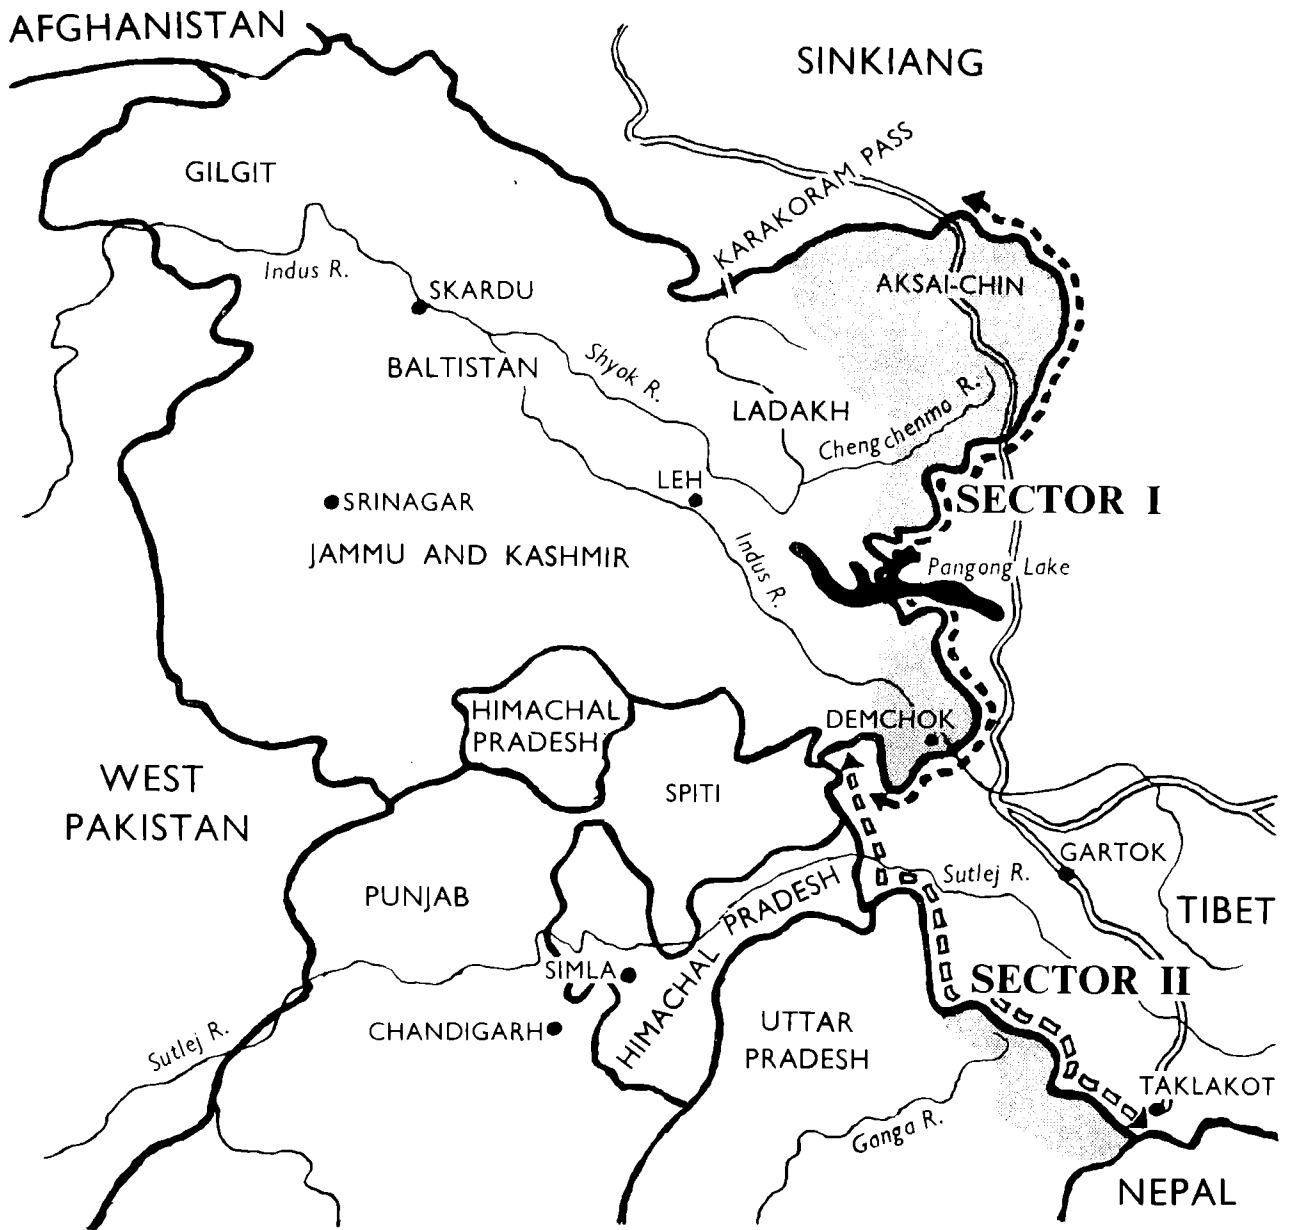 AFGHANISTAN
SINKIANG
GILGIT
KARAKORAM PASS
Indus R.
SKARDU
AKSAI-CHIN
BALTISTAN
Shyok R.
LADAKH
Chengchenmo R.
LEH
SRINAGAR
SECTOR I
JAMMU AND KASHMIR
Indus R.
Pangong Lake
HIMACHAL
PRADESH
DEMCHOK
WEST
PAKISTAN
SPITI
GARTOK
PUNJAB
Sutlej R.
TIBET
HIMACHAL PRADESH
SIMLA
SECTOR II
CHANDIGARH
Sutlej R.
UTTAR
PRADESH
TAKLAKOT
Ganga R.
NEPAL